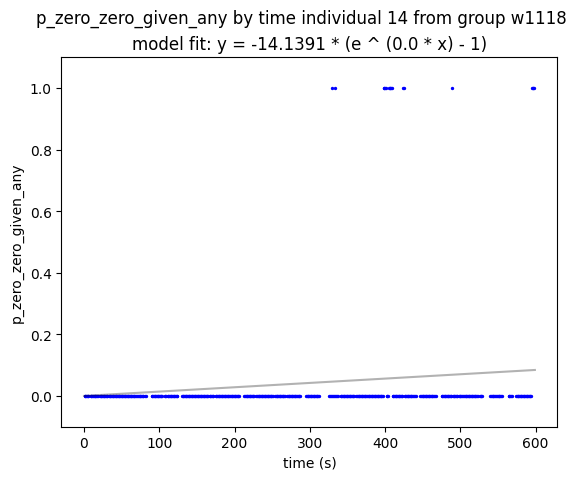 p_zero_zero_given_any by time individual 14 from group w1118
model fit: y = -14.1391 * (e ^ (0.0 * x) - 1)
p_zero_zero_given_any
1.0
0.8
0.6
0.4
0.2
0.0
0 100 200 300 400 500 600
time (s)